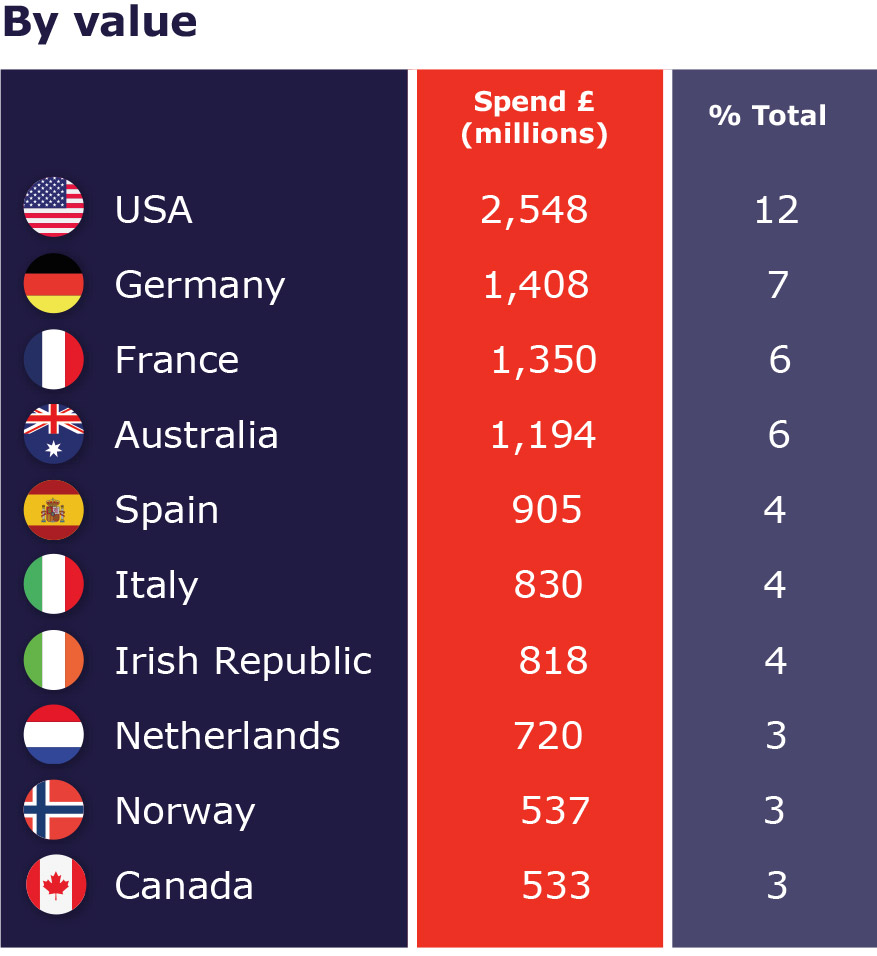 By value
Spend £
(millions)
% Total
USA 2,548 12
Germany 1,408 7
France 1,350 6
Australia 1,194 6
Spain 905 4
Italy 830 4
Irish Republic 818 4
Netherlands 720 3
Norway 537 3
Canada 533 3